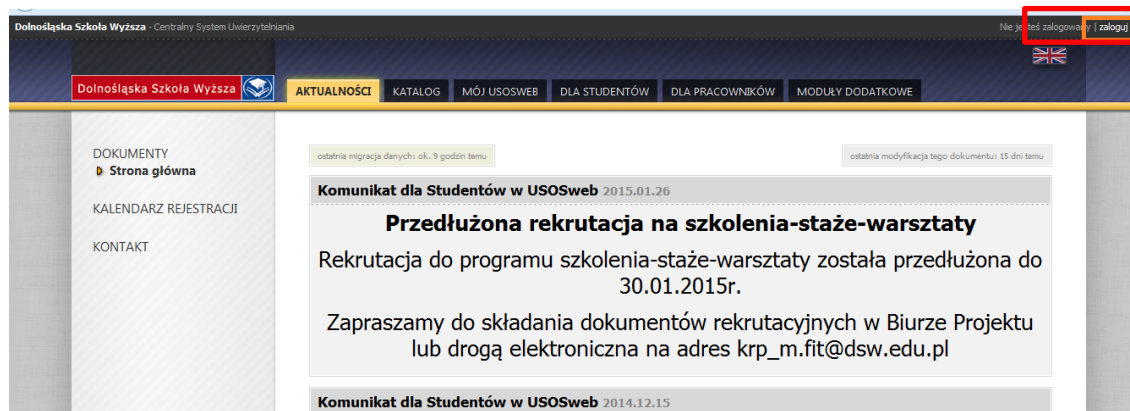 Dolnośląska Szkoła Wyższa - Centralny System Uwierzytelniania
Nie jesteś zalogowany | zaloguj
Dolnośląska Szkoła Wyższa
AKTUALNOŚCI KATALOG MÓJ USOSWEB DLA STUDENTÓW DLA PRACOWNIKÓW MODUŁY DODATKOWE
DOKUMENTY
Strona główna
KALENDARZ REJESTRACJI
KONTAKT
ostatnia migracja danych: ok. 9 godzin temu
ostatnia modyfikacja tego dokumentu: 15 dni temu
Komunikat dla Studentów w USOSweb 2015.01.26
Przedłużona rekrutacja na szkolenia-staże-warsztaty
Rekrutacja do programu szkolenia-staże-warsztaty została przedłużona do
30.01.2015r.
Zapraszamy do składania dokumentów rekrutacyjnych w Biurze Projektu
lub drogą elektroniczna na adres krp_m.fit@dsw.edu.pl
Komunikat dla Studentów w USOSweb 2014.12.15